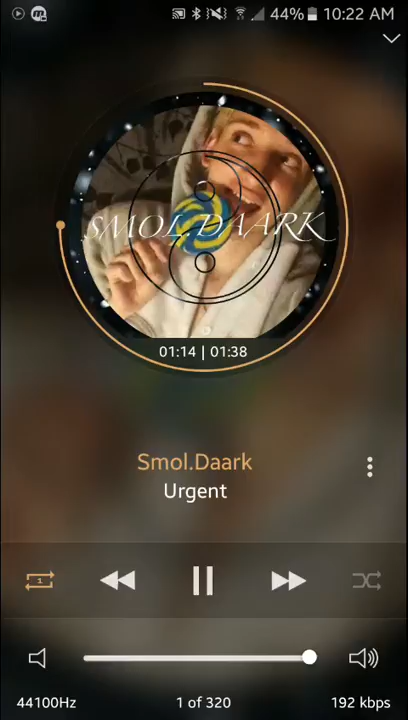 44% 10:22 AM
SMOL.DAARK
01:14 | 01:38
Smol.Daark
Urgent
1
44100Hz 1 of 320 192 kbps